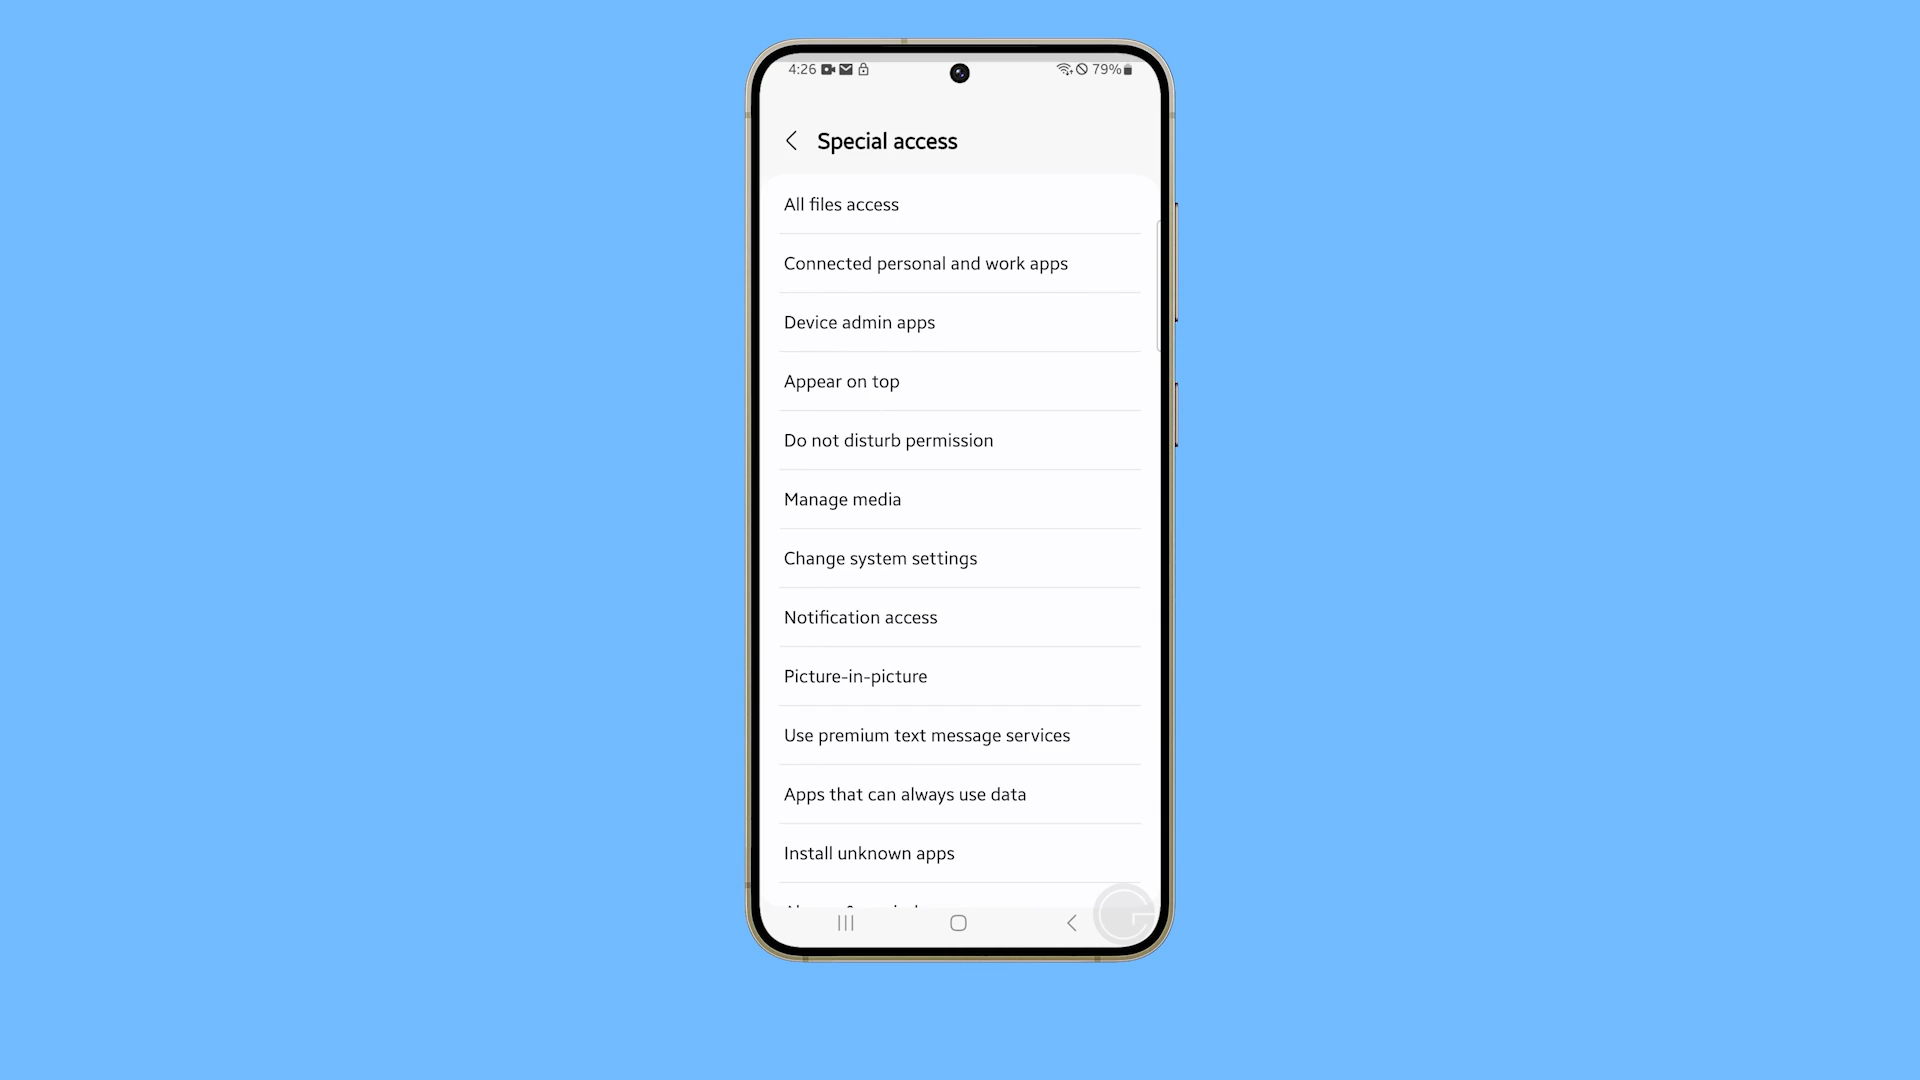 4:26
79%
Special access
All files access
Connected personal and work apps
Device admin apps
Appear on top
Do not disturb permission
Manage media
Change system settings
Notification access
Picture-in-picture
Use premium text message services
Apps that can always use data
Install unknown apps